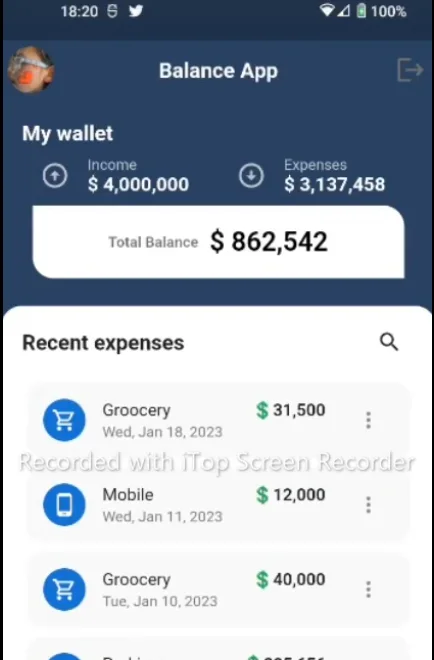 18:20 100%
Balance App
My wallet
Income
$ 4,000,000
Expenses
$ 3,137,458
Total Balance $ 862,542
Recent expenses
Groocery $ 31,500
Wed, Jan 18, 2023
Recorded with iTop Screen Recorder
Mobile $ 12,000
Wed, Jan 11, 2023
Groocery $ 40,000
Tue, Jan 10, 2023